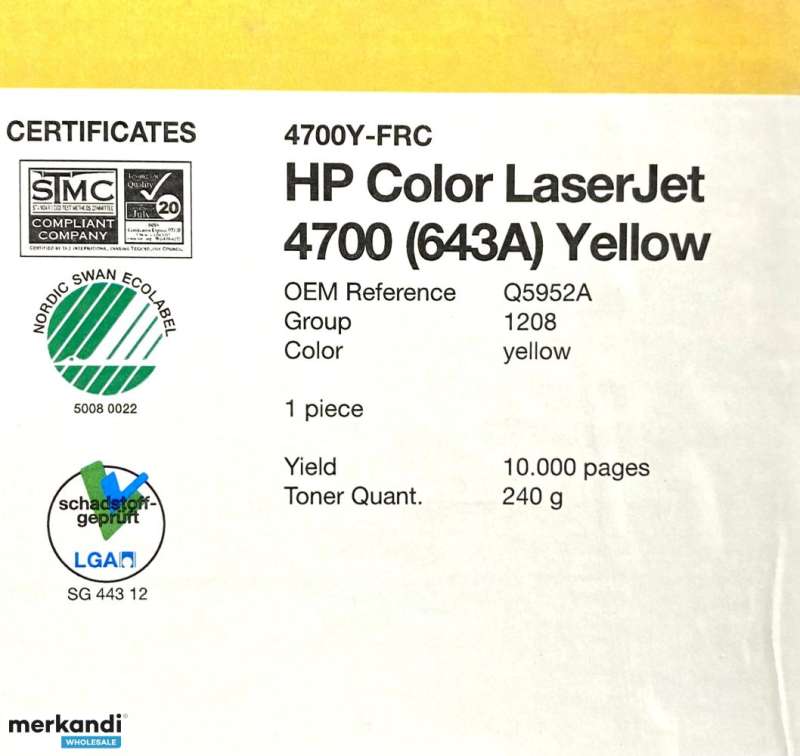 CERTIFICATES
STMC
COMPLIANT
COMPANY
Quality
July 20
NORDIC SWAN ECOLABEL
5008 0022
schadstoff-
geprüft
LGA
SG 443 12
4700Y-FRC
HP Color LaserJet
4700 (643A) Yellow
OEM Reference Q5952A
Group 1208
Color yellow
1 piece
Yield 10.000 pages
Toner Quant. 240 g
merkandi®
WHOLESALE